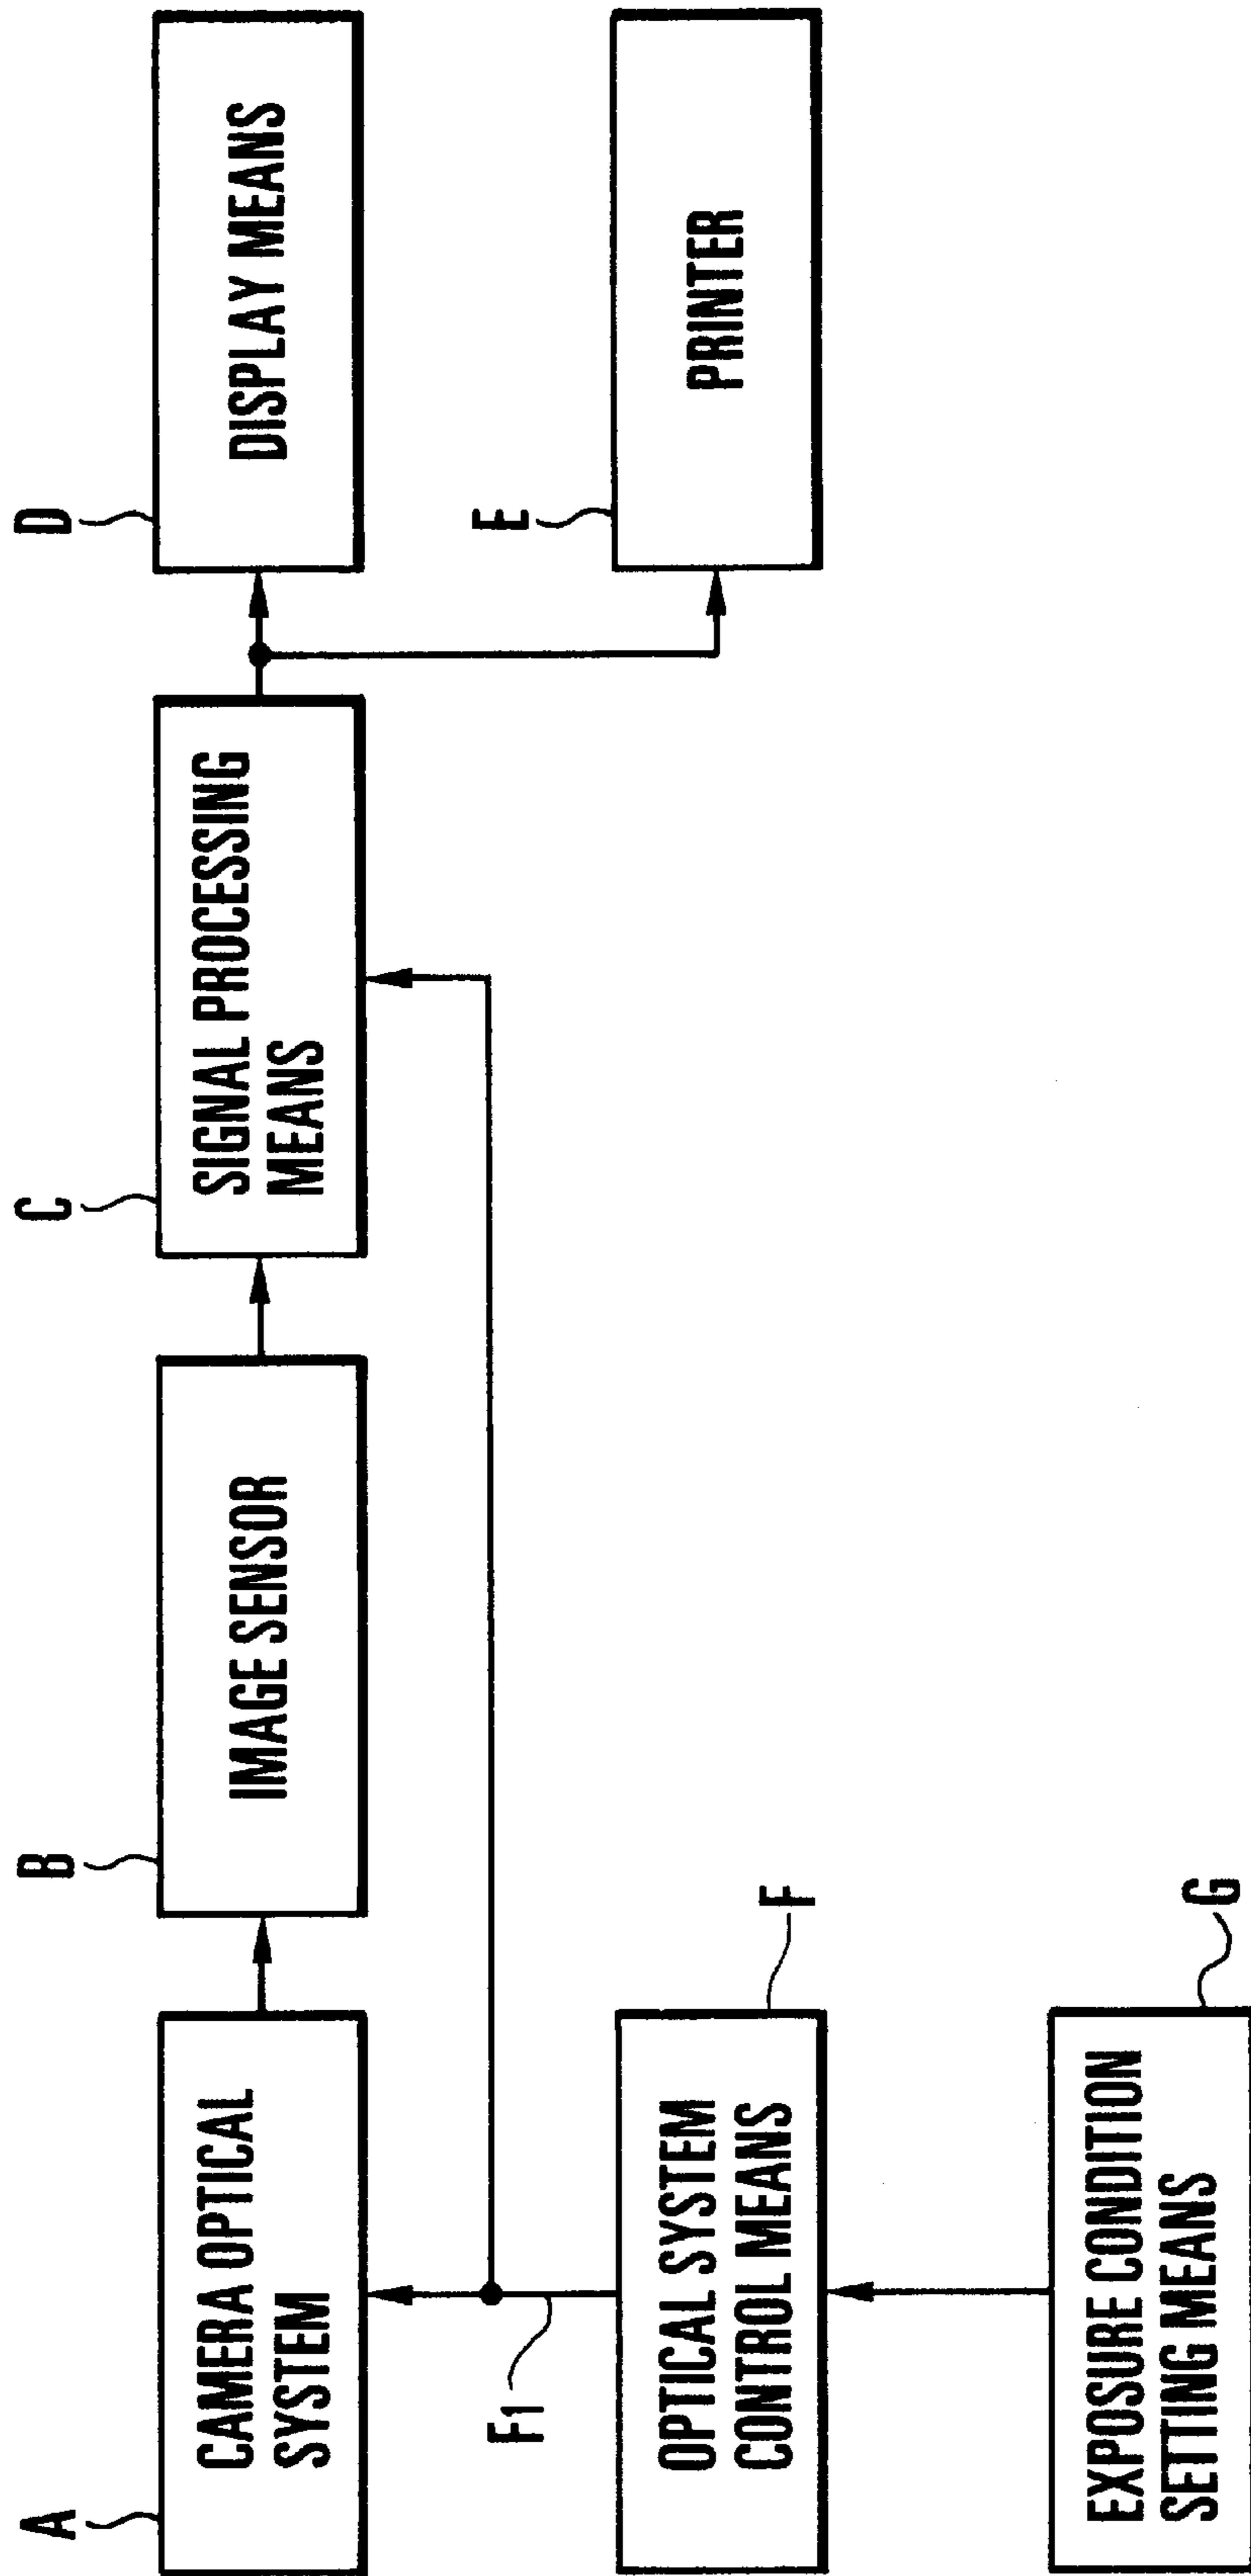 A
CAMERA OPTICAL
SYSTEM
B
IMAGE SENSOR
C
SIGNAL PROCESSING
MEANS
D
DISPLAY MEANS
E
PRINTER
F1
F
OPTICAL SYSTEM
CONTROL MEANS
G
EXPOSURE CONDITION
SETTING MEANS